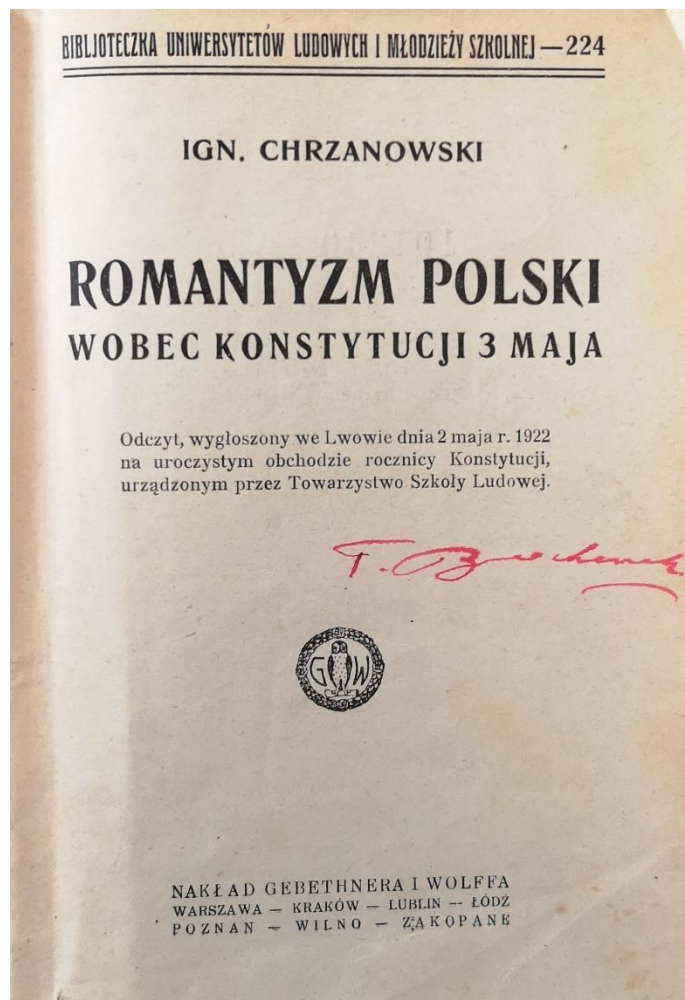 BIBLJOTECZKA UNIWERSYTETÓW LUDOWYCH I MŁODZIEŻY SZKOLNEJ — 224
IGN. CHRZANOWSKI
ROMANTYZM POLSKI
WOBEC KONSTYTUCJI 3 MAJA
Odczyt, wygłoszony we Lwowie dnia 2 maja r. 1922
na uroczystym obchodzie rocznicy Konstytucji,
urządzonym przez Towarzystwo Szkoły Ludowej.
T.
G W
NAKŁAD GEBETHNERA I WOLFFA
WARSZAWA — KRAKÓW — LUBLIN — ŁÓDŹ
POZNAŃ — WILNO — ZAKOPANE